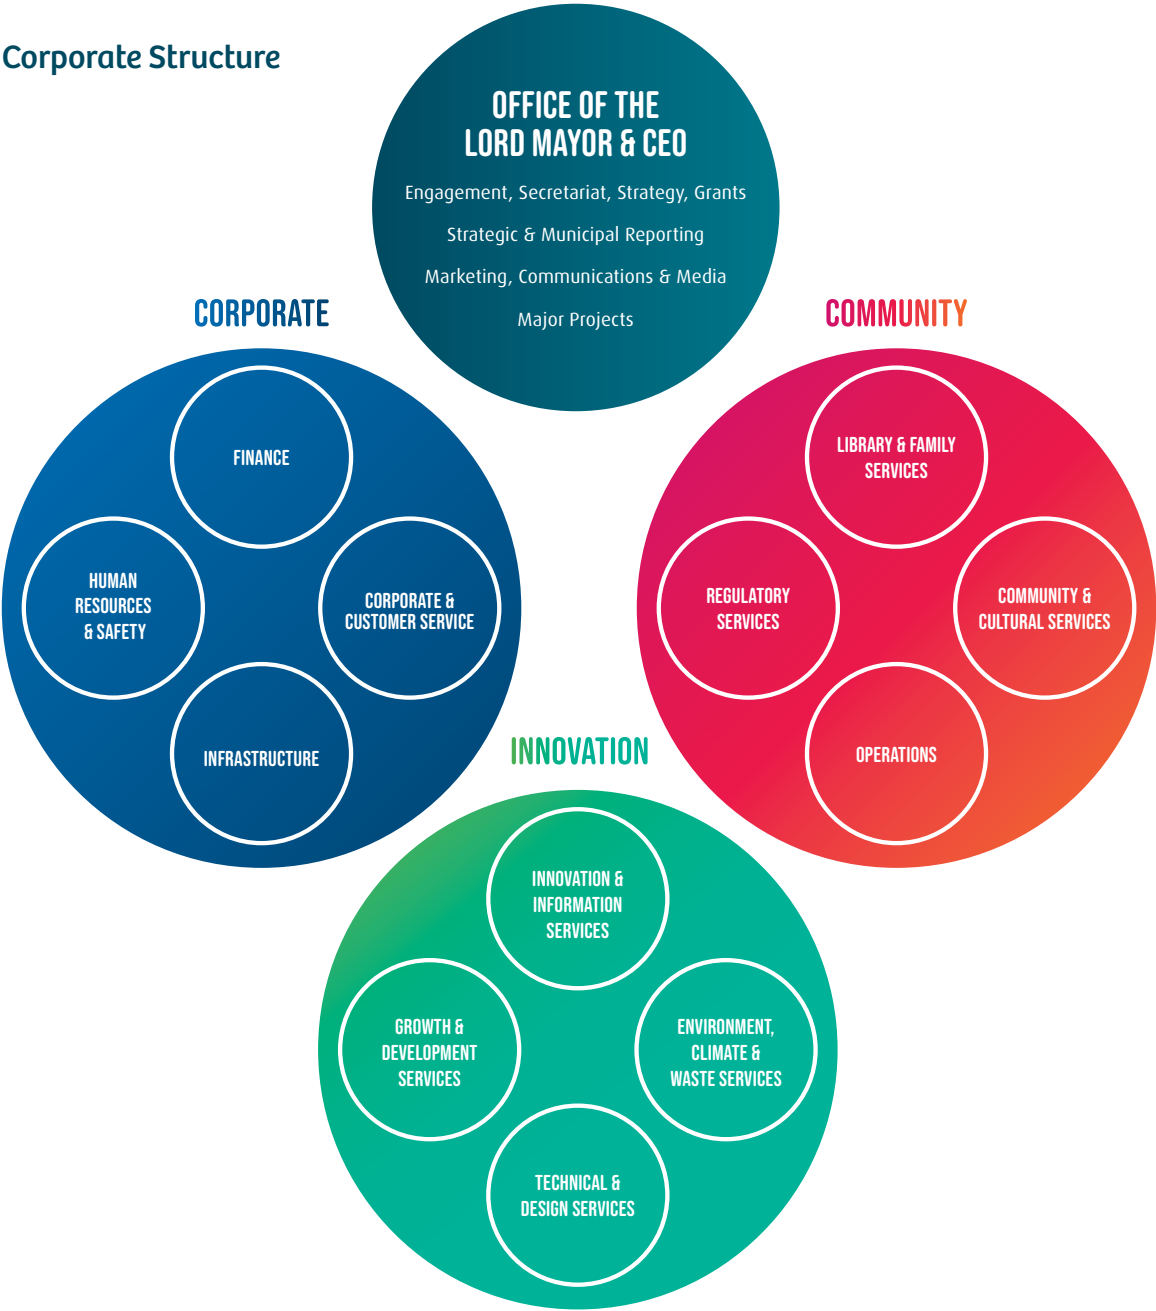 Corporate Structure
OFFICE OF THE
LORD MAYOR & CEO
Engagement, Secretariat, Strategy, Grants
Strategic & Municipal Reporting
Marketing, Communications & Media
Major Projects
CORPORATE
FINANCE
HUMAN
RESOURCES
& SAFETY
CORPORATE &
CUSTOMER SERVICE
INFRASTRUCTURE
COMMUNITY
LIBRARY & FAMILY
SERVICES
REGULATORY
SERVICES
COMMUNITY &
CULTURAL SERVICES
OPERATIONS
INNOVATION
INNOVATION &
INFORMATION
SERVICES
GROWTH &
DEVELOPMENT
SERVICES
ENVIRONMENT,
CLIMATE &
WASTE SERVICES
TECHNICAL &
DESIGN SERVICES